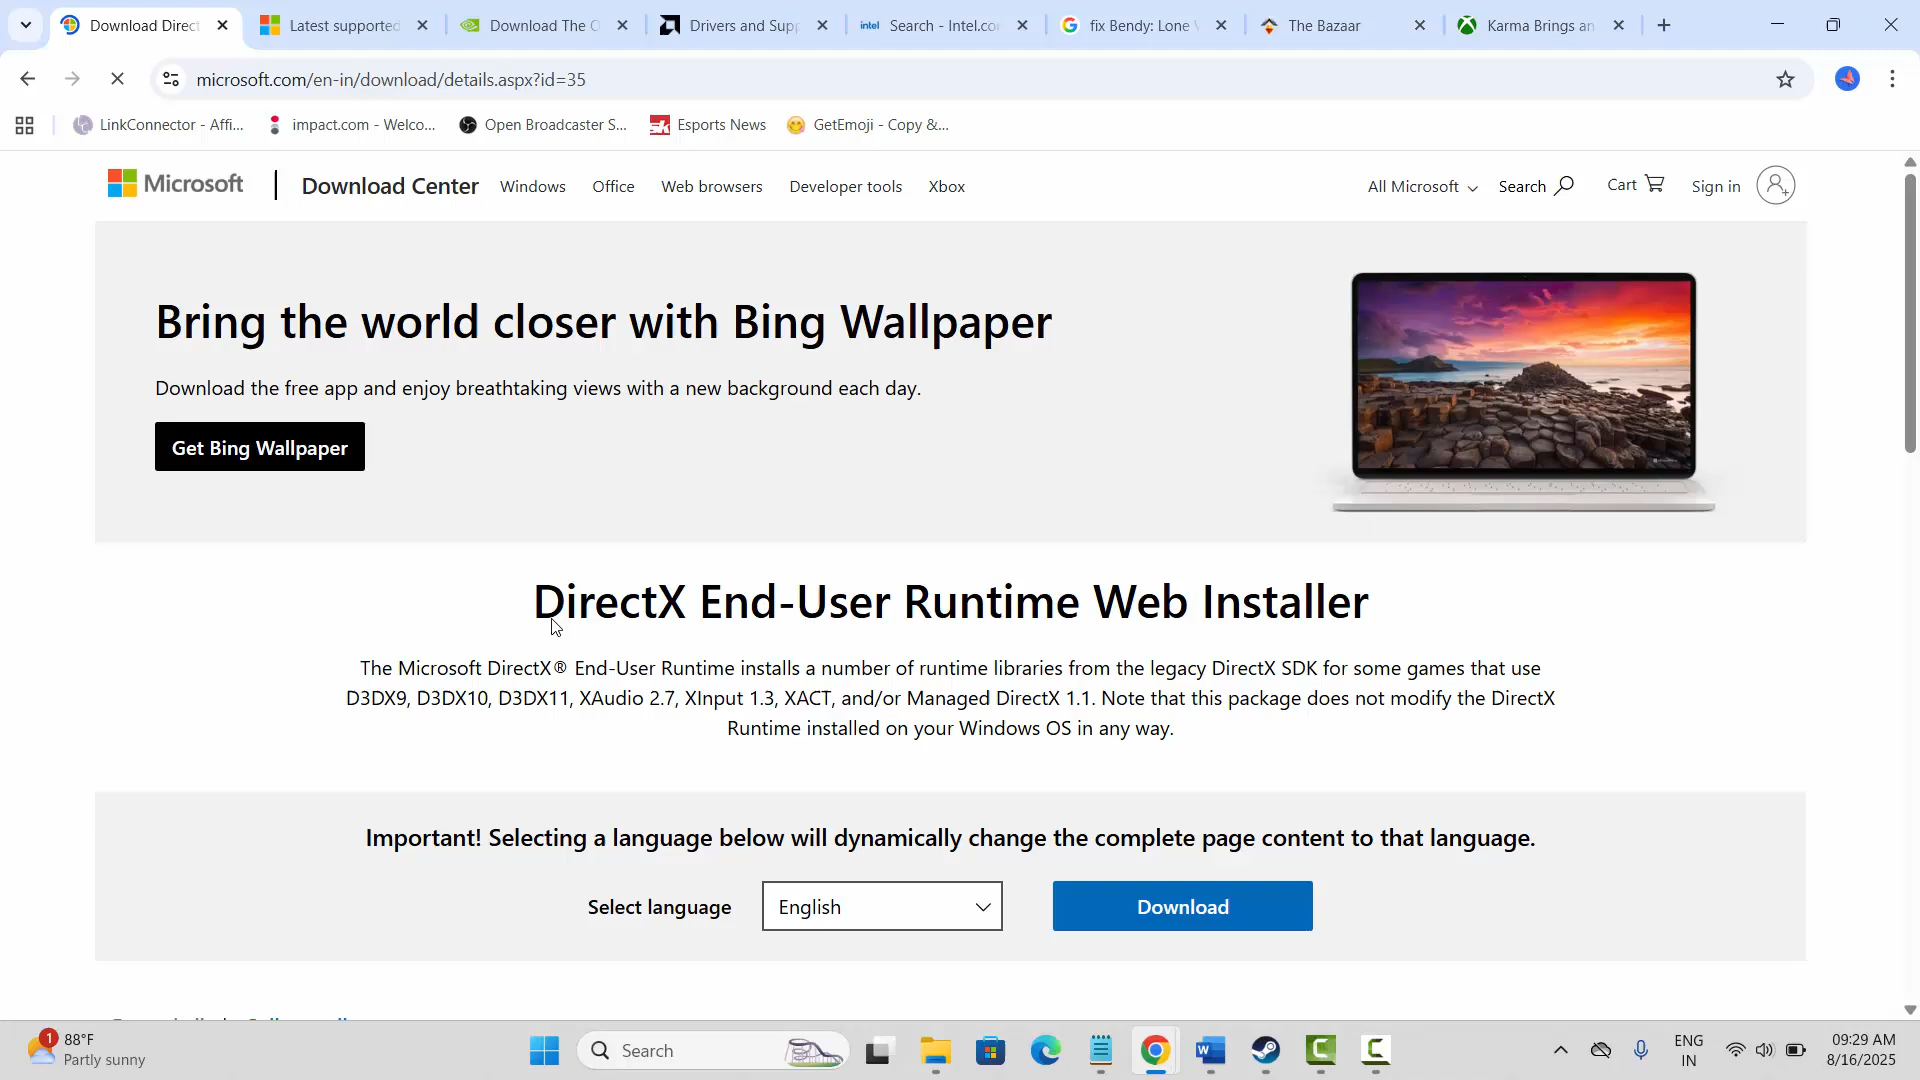 Download Direct
Latest supported
Download The O
Drivers and Supp
Search - Intel.co
fix Bendy: Lone
The Bazaar
Karma Brings an
microsoft.com/en-in/download/details.aspx?id=35
LinkConnector - Affi...
impact.com - Welco...
Open Broadcaster S...
Esports News
GetEmoji - Copy &...
Microsoft
Download Center
Windows
Office
Web browsers
Developer tools
Xbox
All Microsoft
Search
Cart
Sign in
Bring the world closer with Bing Wallpaper
Download the free app and enjoy breathtaking views with a new background each day.
Get Bing Wallpaper
DirectX End-User Runtime Web Installer
The Microsoft DirectX® End-User Runtime installs a number of runtime libraries from the legacy DirectX SDK for some games that use
D3DX9, D3DX10, D3DX11, XAudio 2.7, XInput 1.3, XACT, and/or Managed DirectX 1.1. Note that this package does not modify the DirectX
Runtime installed on your Windows OS in any way.
Important! Selecting a language below will dynamically change the complete page content to that language.
Select language
English
Download
1
88°F
Partly sunny
Search
ENG
IN
09:29 AM
8/16/2025